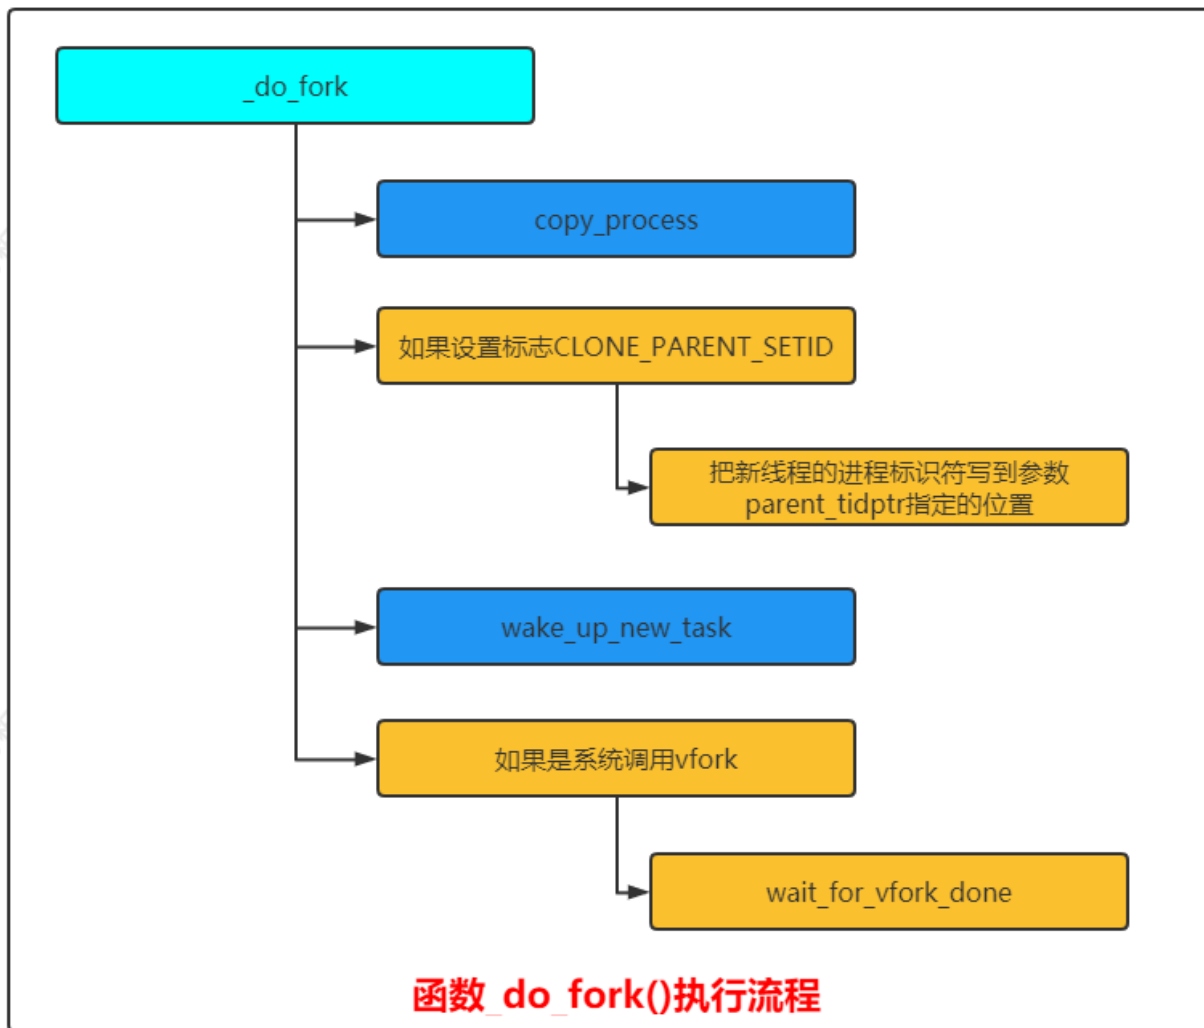 _do_fork
copy_process
如果设置标志CLONE_PARENT_SETID
把新线程的进程标识符写到参数
parent_tidptr指定的位置
wake_up_new_task
如果是系统调用vfork
wait_for_vfork_done
函数_do_fork()执行流程